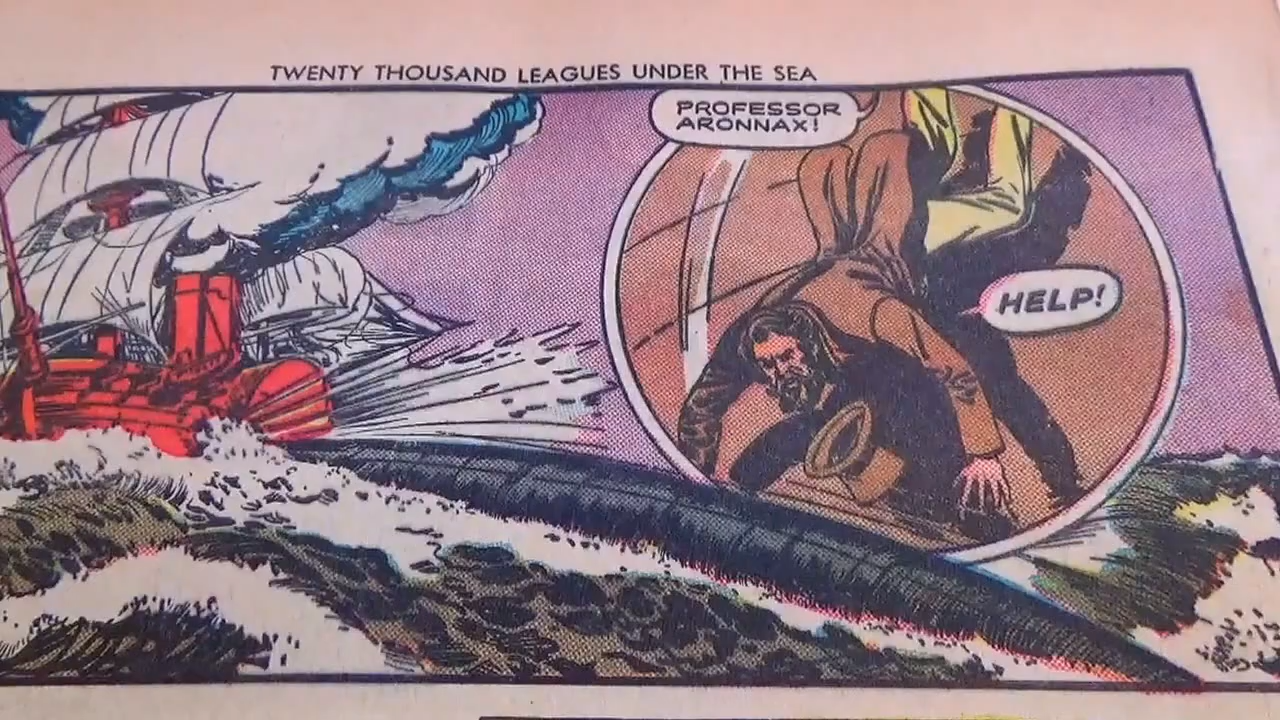 TWENTY THOUSAND LEAGUES UNDER THE SEA
PROFESSOR
ARONNAX!
HELP!